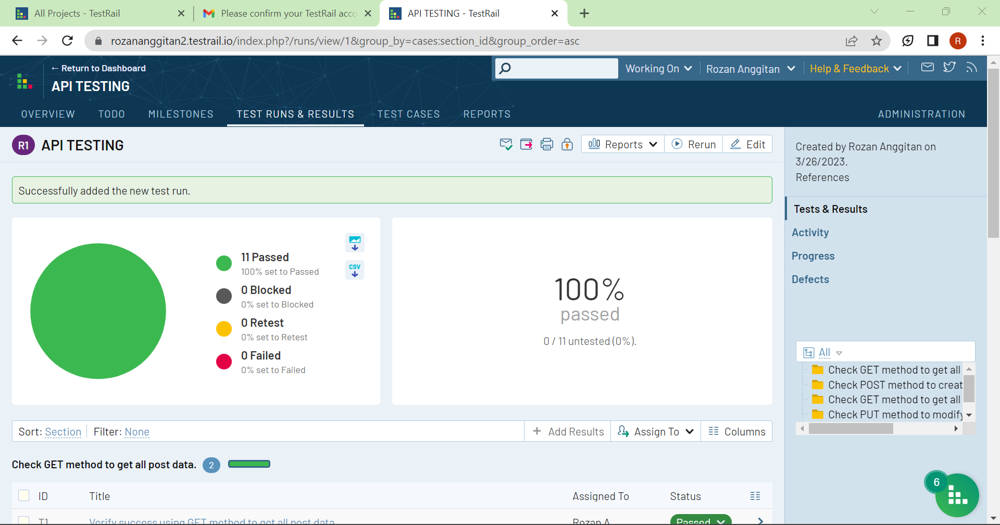 All Projects - TestRail
Please confirm your TestRail acco
API TESTING - TestRail
rozananggitan2.testrail.io/index.php?/runs/view/1&group_by=cases:section_id&group_order=asc
R
← Return to Dashboard
API TESTING
Working On
Rozan Anggitan
Help & Feedback
OVERVIEW
TODO
MILESTONES
TEST RUNS & RESULTS
TEST CASES
REPORTS
ADMINISTRATION
R1
API TESTING
Reports
Rerun
Edit
Created by Rozan Anggitan on
3/26/2023.
References
Successfully added the new test run.
Tests & Results
Activity
Progress
Defects
11 Passed
100% set to Passed
0 Blocked
0% set to Blocked
0 Retest
0% set to Retest
0 Failed
0% set to Failed
CSV
100%
passed
0 / 11 untested (0%).
All
Check GET method to get all
Check POST method to creat
Check GET method to get all
Check PUT method to modify
Sort: Section
Filter: None
Add Results
Assign To
Columns
Check GET method to get all post data.
2
ID
Title
Assigned To
Status
T1
Verify success using GET method to get all post data
Rozan A
Passed
6